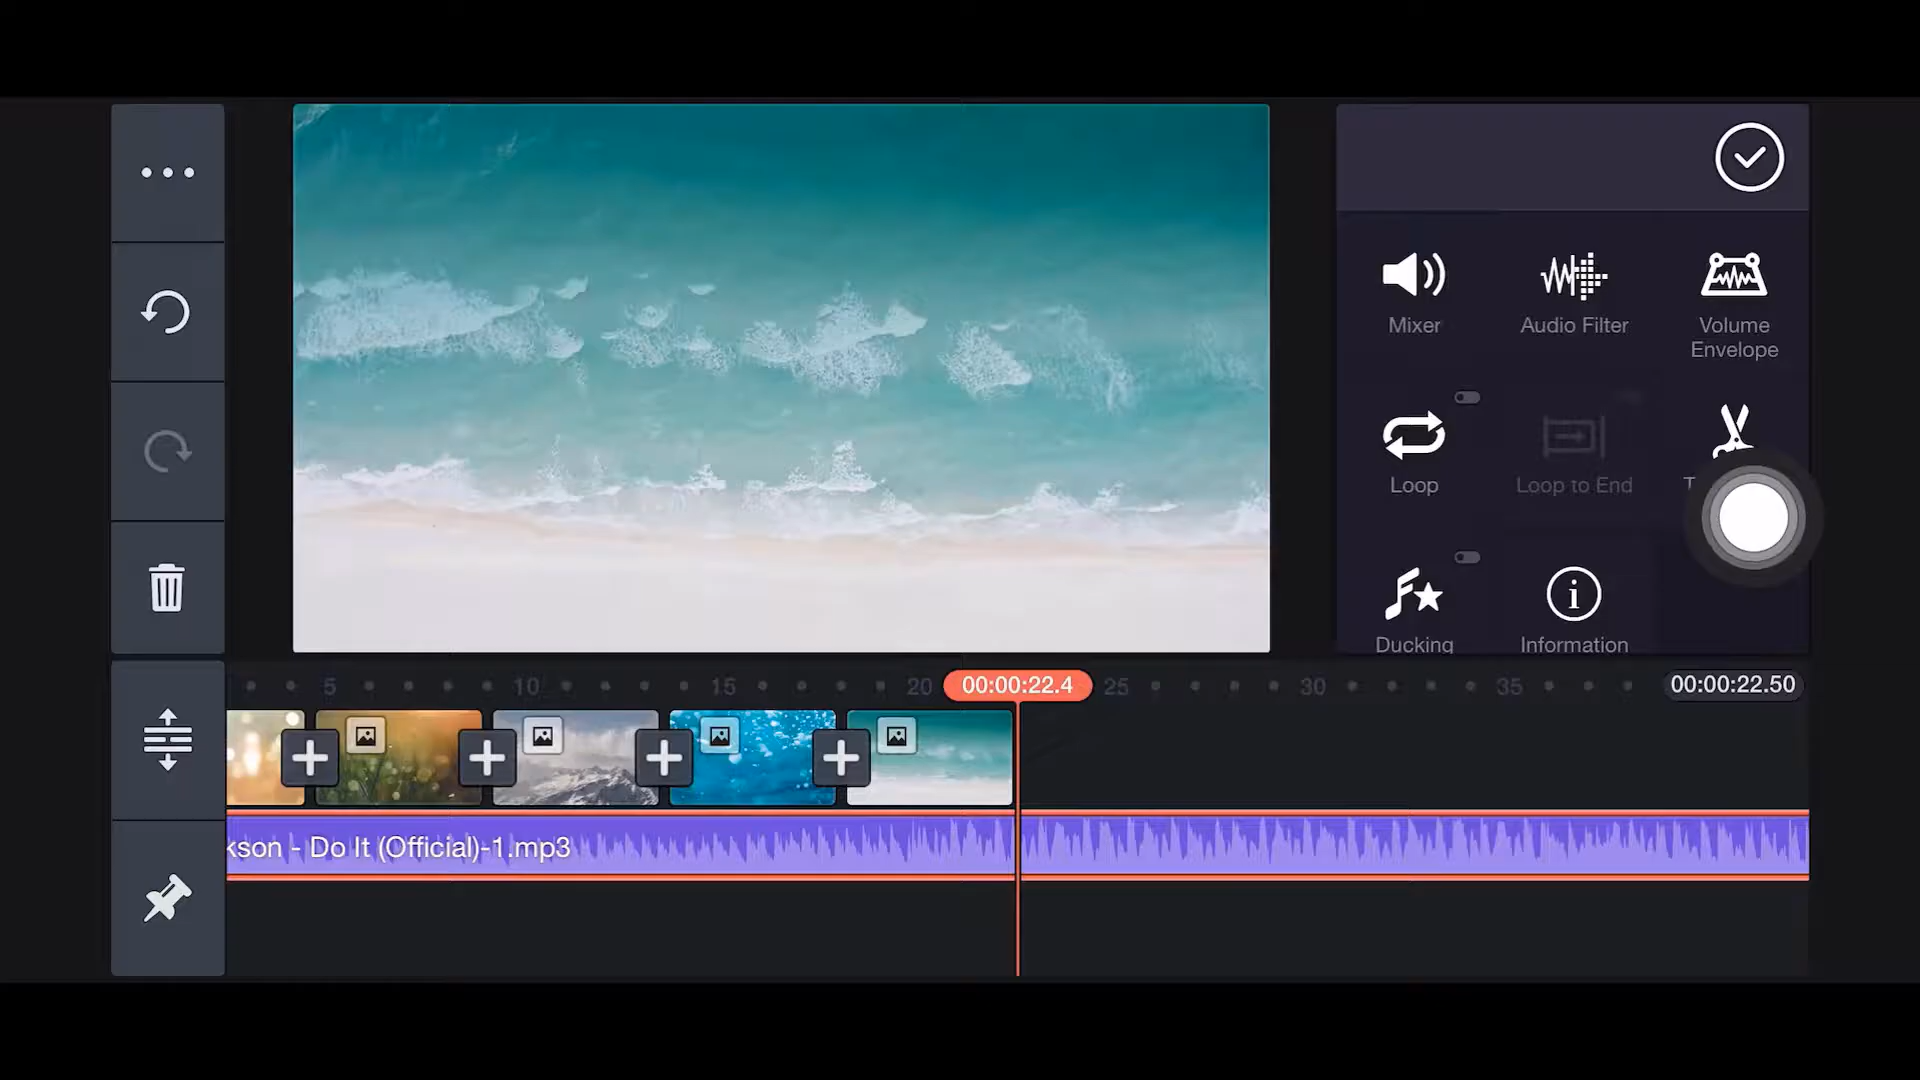 Mixer
Audio Filter
Volume
Envelope
Loop
Loop to End
Ducking
Information
5
10
15
20
00:00:22.4
25
30
35
00:00:22.50
kson - Do It (Official)-1.mp3